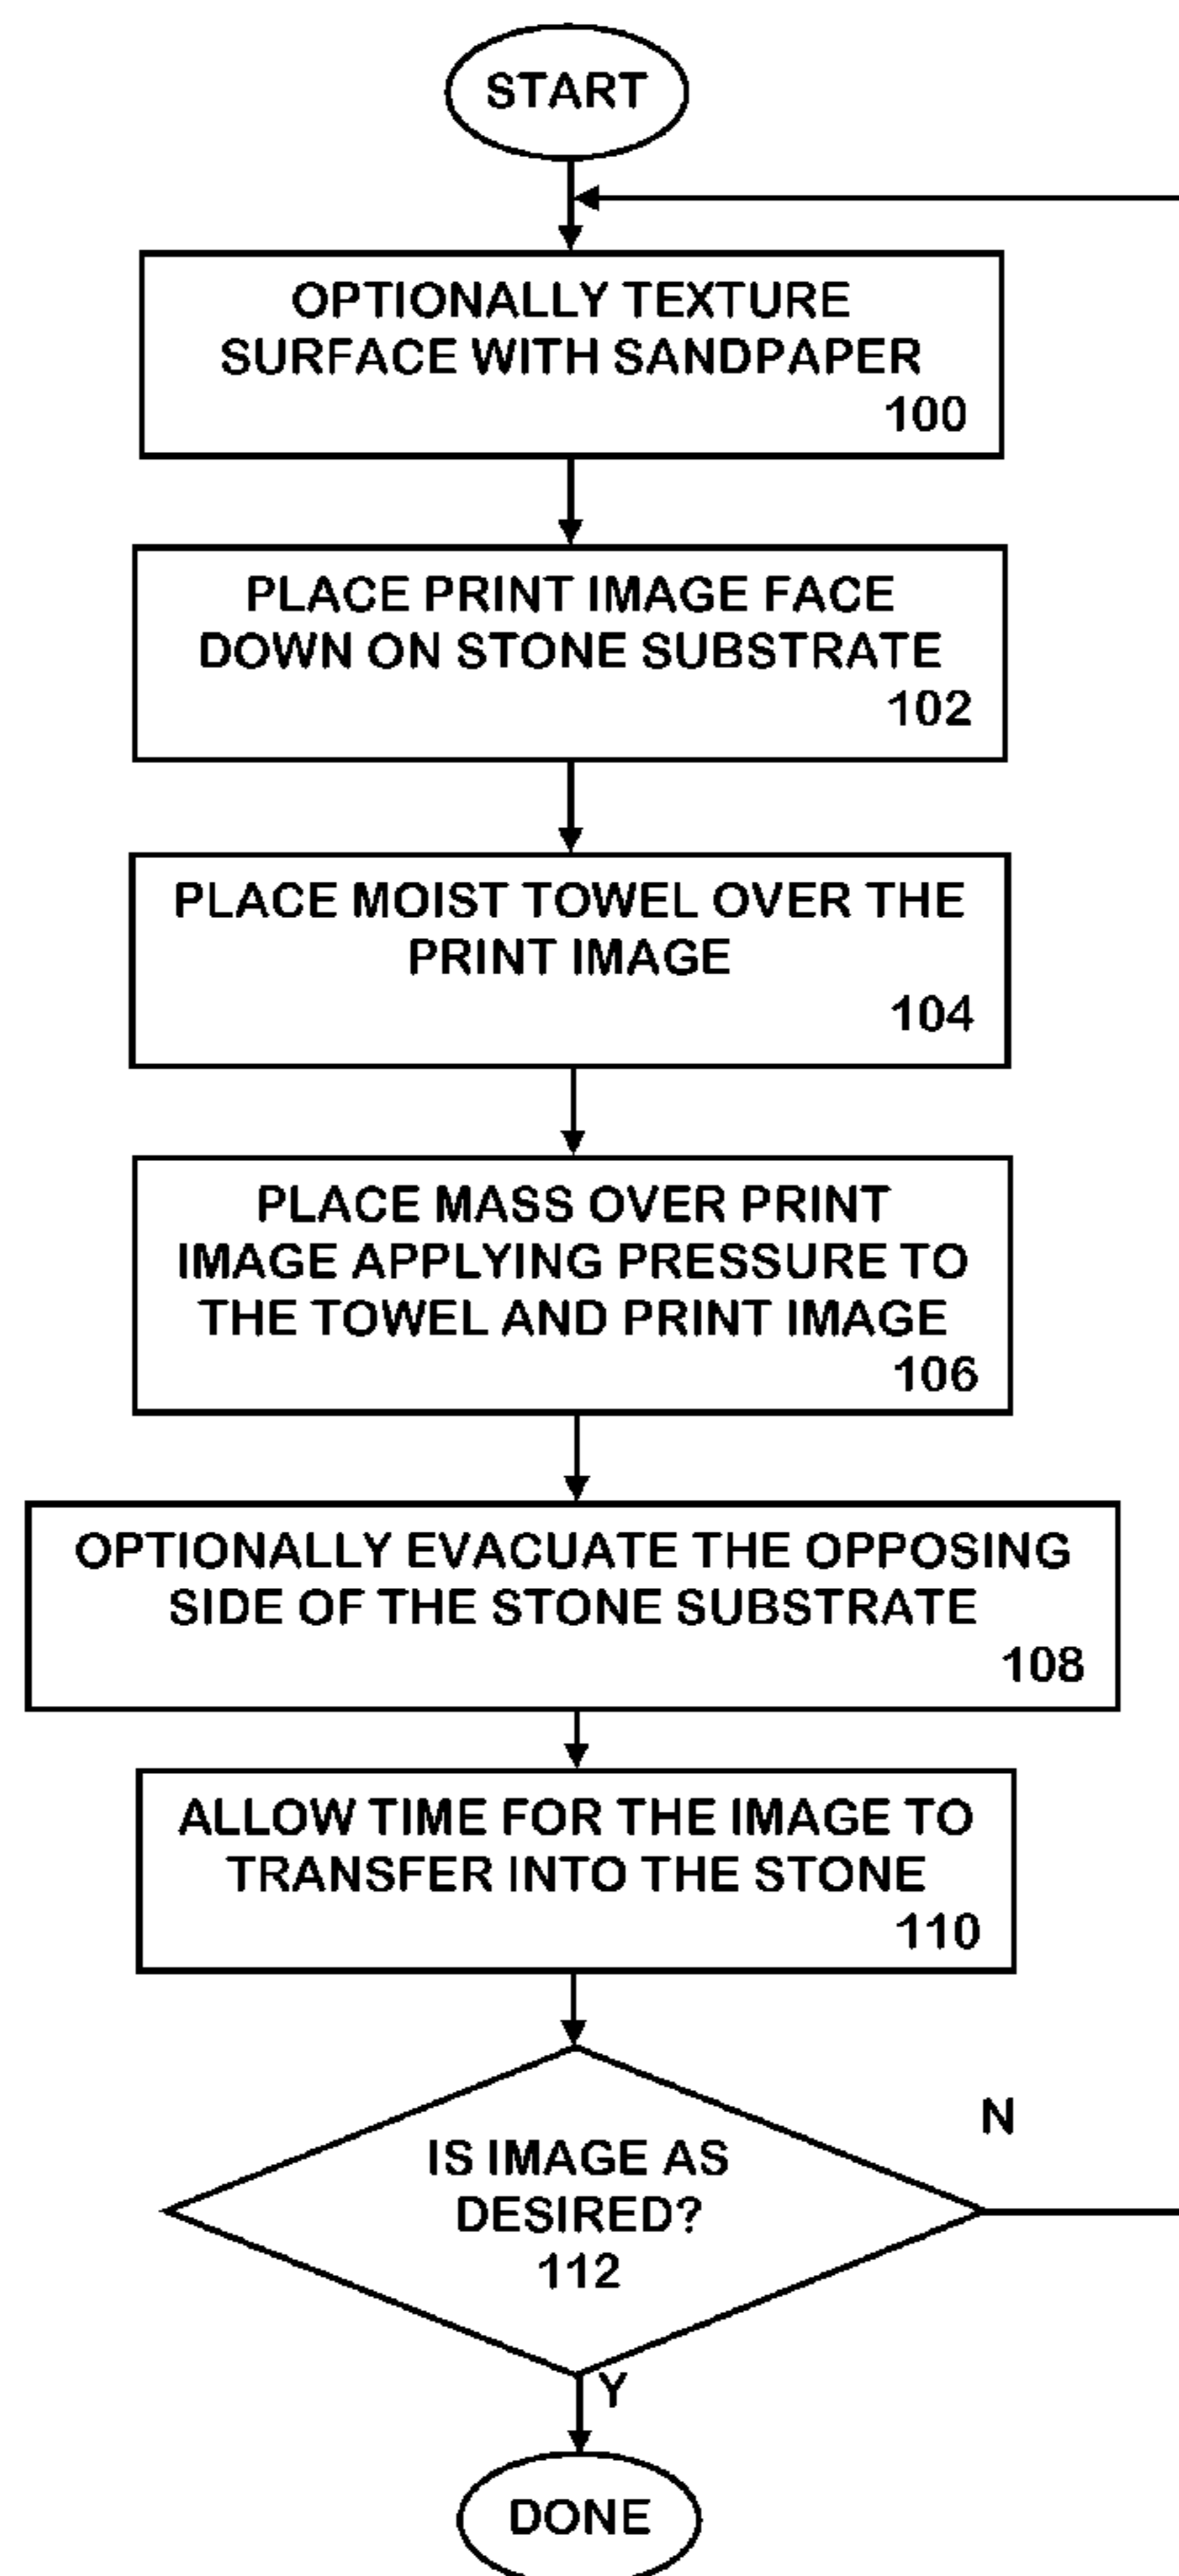 START
OPTIONALLY TEXTURE
SURFACE WITH SANDPAPER
100
PLACE PRINT IMAGE FACE
DOWN ON STONE SUBSTRATE
102
PLACE MOIST TOWEL OVER THE
PRINT IMAGE
104
PLACE MASS OVER PRINT
IMAGE APPLYING PRESSURE TO
THE TOWEL AND PRINT IMAGE
106
OPTIONALLY EVACUATE THE OPPOSING
SIDE OF THE STONE SUBSTRATE
108
ALLOW TIME FOR THE IMAGE TO
TRANSFER INTO THE STONE
110
N
IS IMAGE AS
DESIRED?
112
Y
DONE